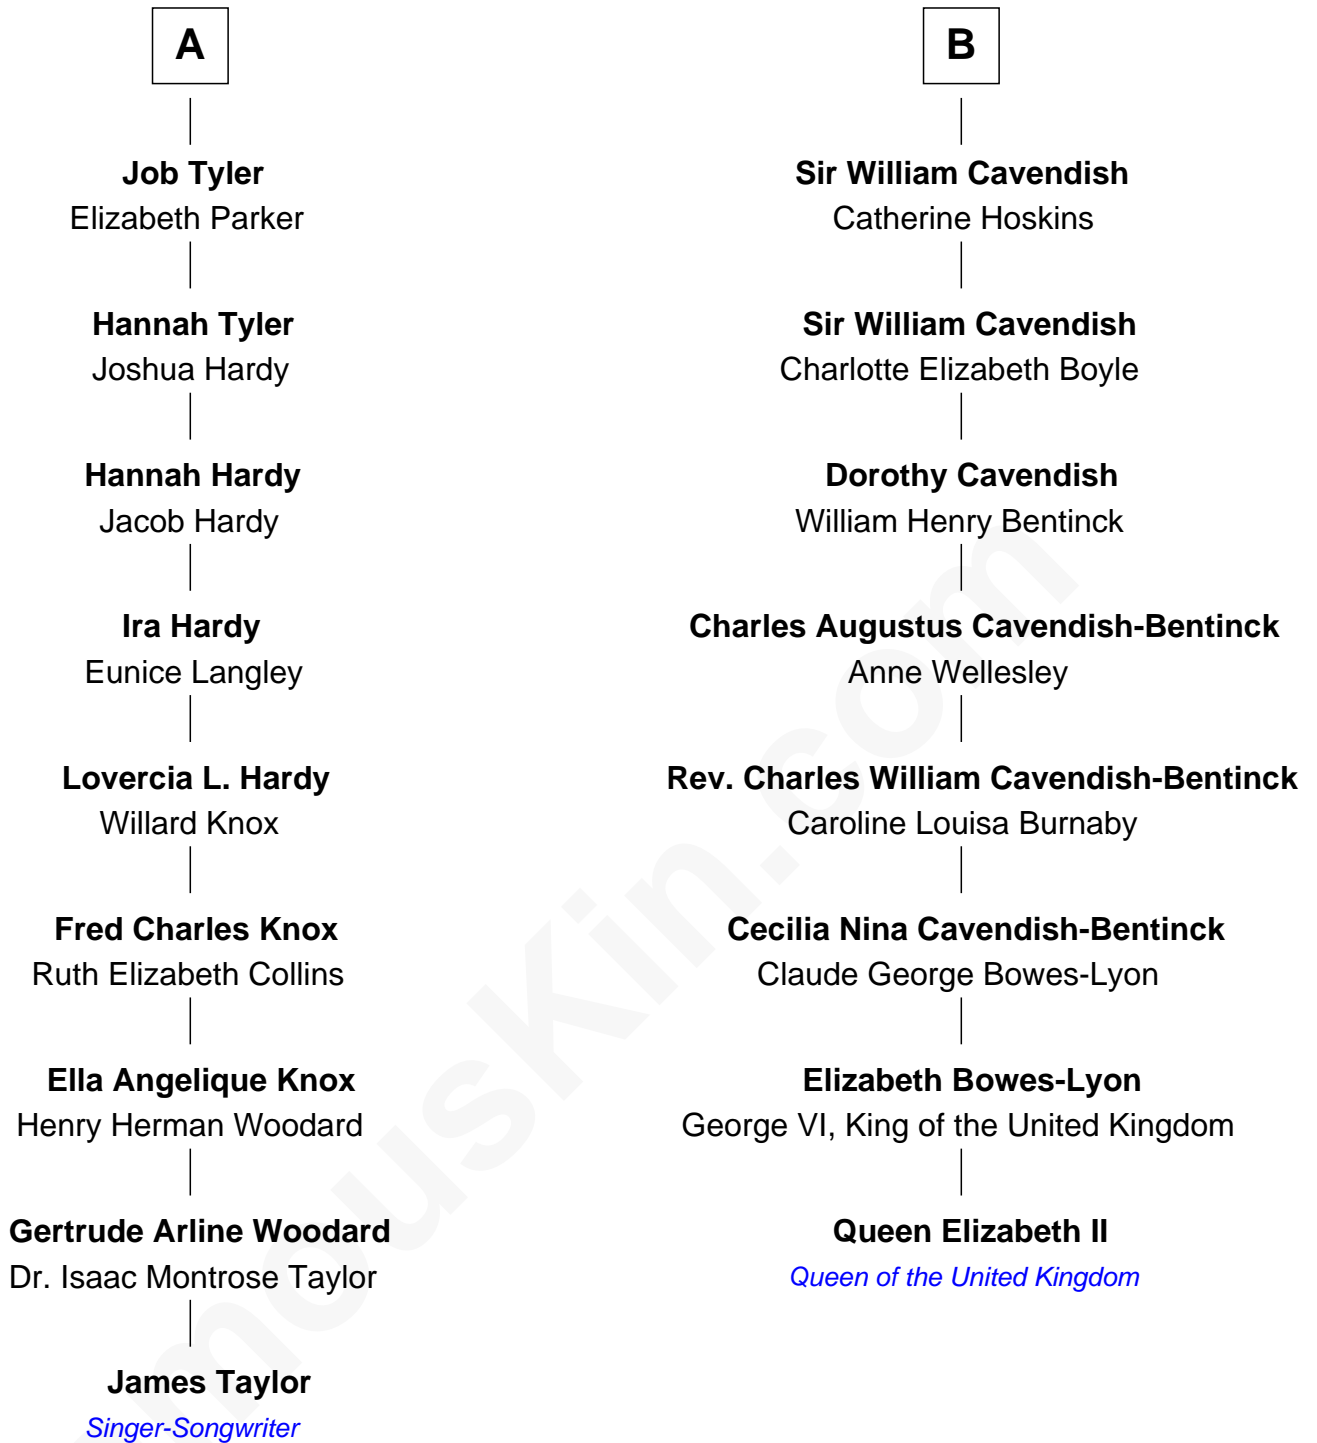 A
Job Tyler
Elizabeth Parker
Hannah Tyler
Joshua Hardy
Hannah Hardy
Jacob Hardy
Ira Hardy
Eunice Langley
Lovercia L. Hardy
Willard Knox
Fred Charles Knox
Ruth Elizabeth Collins
Ella Angelique Knox
Henry Herman Woodard
Gertrude Arline Woodard
Dr. Isaac Montrose Taylor
James Taylor
Singer-Songwriter
B
Sir William Cavendish
Catherine Hoskins
Sir William Cavendish
Charlotte Elizabeth Boyle
Dorothy Cavendish
William Henry Bentinck
Charles Augustus Cavendish-Bentinck
Anne Wellesley
Rev. Charles William Cavendish-Bentinck
Caroline Louisa Burnaby
Cecilia Nina Cavendish-Bentinck
Claude George Bowes-Lyon
Elizabeth Bowes-Lyon
George VI, King of the United Kingdom
Queen Elizabeth II
Queen of the United Kingdom
mousKin.com